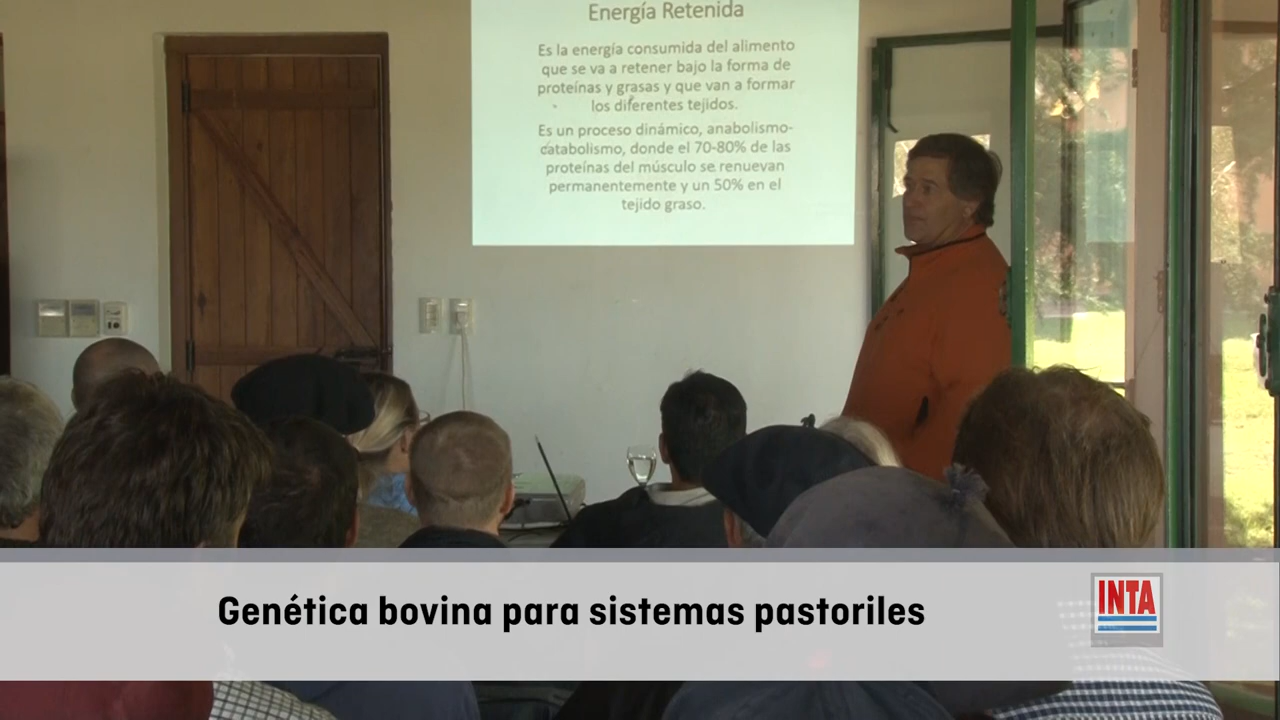 Energía Retenida
Es la energía consumida del alimento
que se va a retener bajo la forma de
proteínas y grasas y que van a formar
los diferentes tejidos.
Es un proceso dinámico, anabolismo-
catabolismo, donde el 70-80% de las
proteínas del músculo se renuevan
permanentemente y un 50% en el
tejido graso.
Genética bovina para sistemas pastoriles
INTA